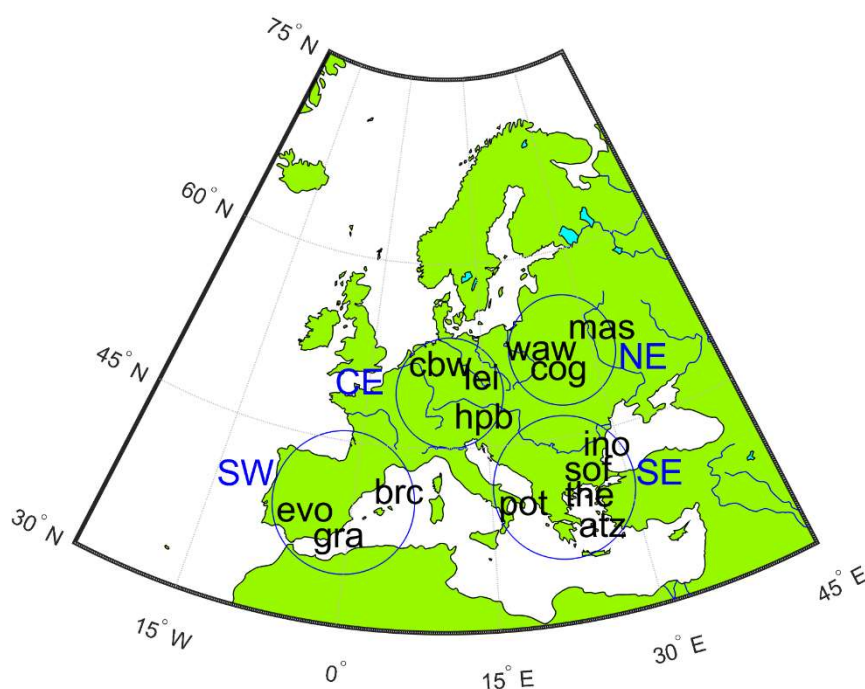 75° N
60° N
45° N
30° N
15° W
0°
15° E
30° E
45° E
mas
waw
NE
cog
cbw
lei
CE
hpb
ino
SW
sof
SE
brc
the
pot
evo
atz
gra